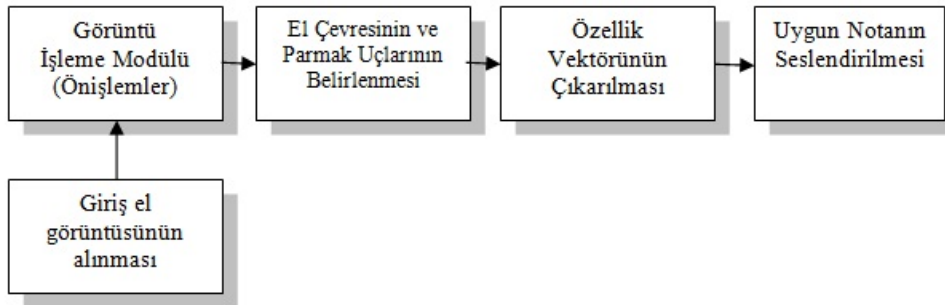 Görüntü
İşleme Modülü
(Önişlemler)
El Çevresinin ve
Parmak Uçlarının
Belirlenmesi
Özellik
Vektörünün
Çıkarılması
Uygun Notanın
Seslendirilmesi
Giriş el
görüntüsünün
alınması